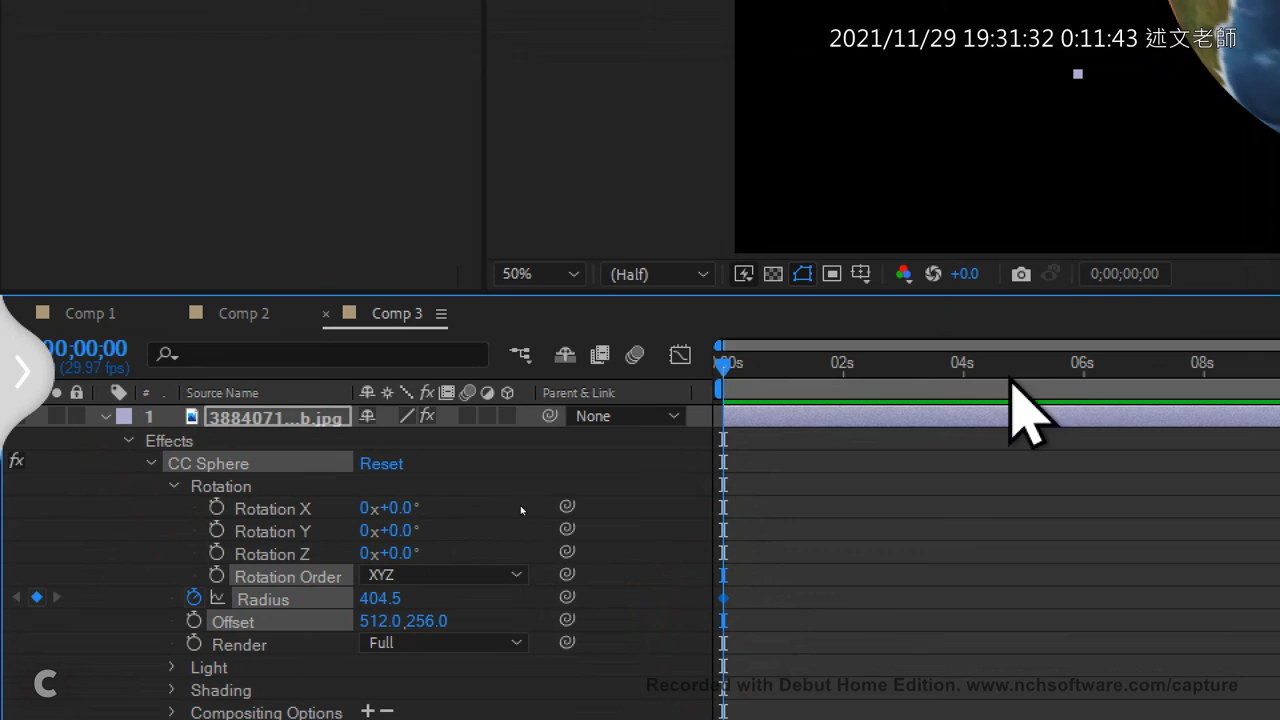 2021/11/29 19:31:32 0:11:43 述文老師
50%
(Half)
+0.0
0;00;00;00
Comp 1
Comp 2
× Comp 3
00;00;00
(29.97 fps)
# Source Name
fx
Parent & Link
:00s 02s 04s 06s 08s
1 3884071...b.jpg
fx
None
Effects
fx CC Sphere Reset
Rotation
Rotation X 0x+0.0°
Rotation Y 0x+0.0°
Rotation Z 0x+0.0°
Rotation Order XYZ
Radius 404.5
Offset 512.0,256.0
Render Full
Light
Shading
Compositing Options + −
C
Recorded with Debut Home Edition. www.nchsoftware.com/capture